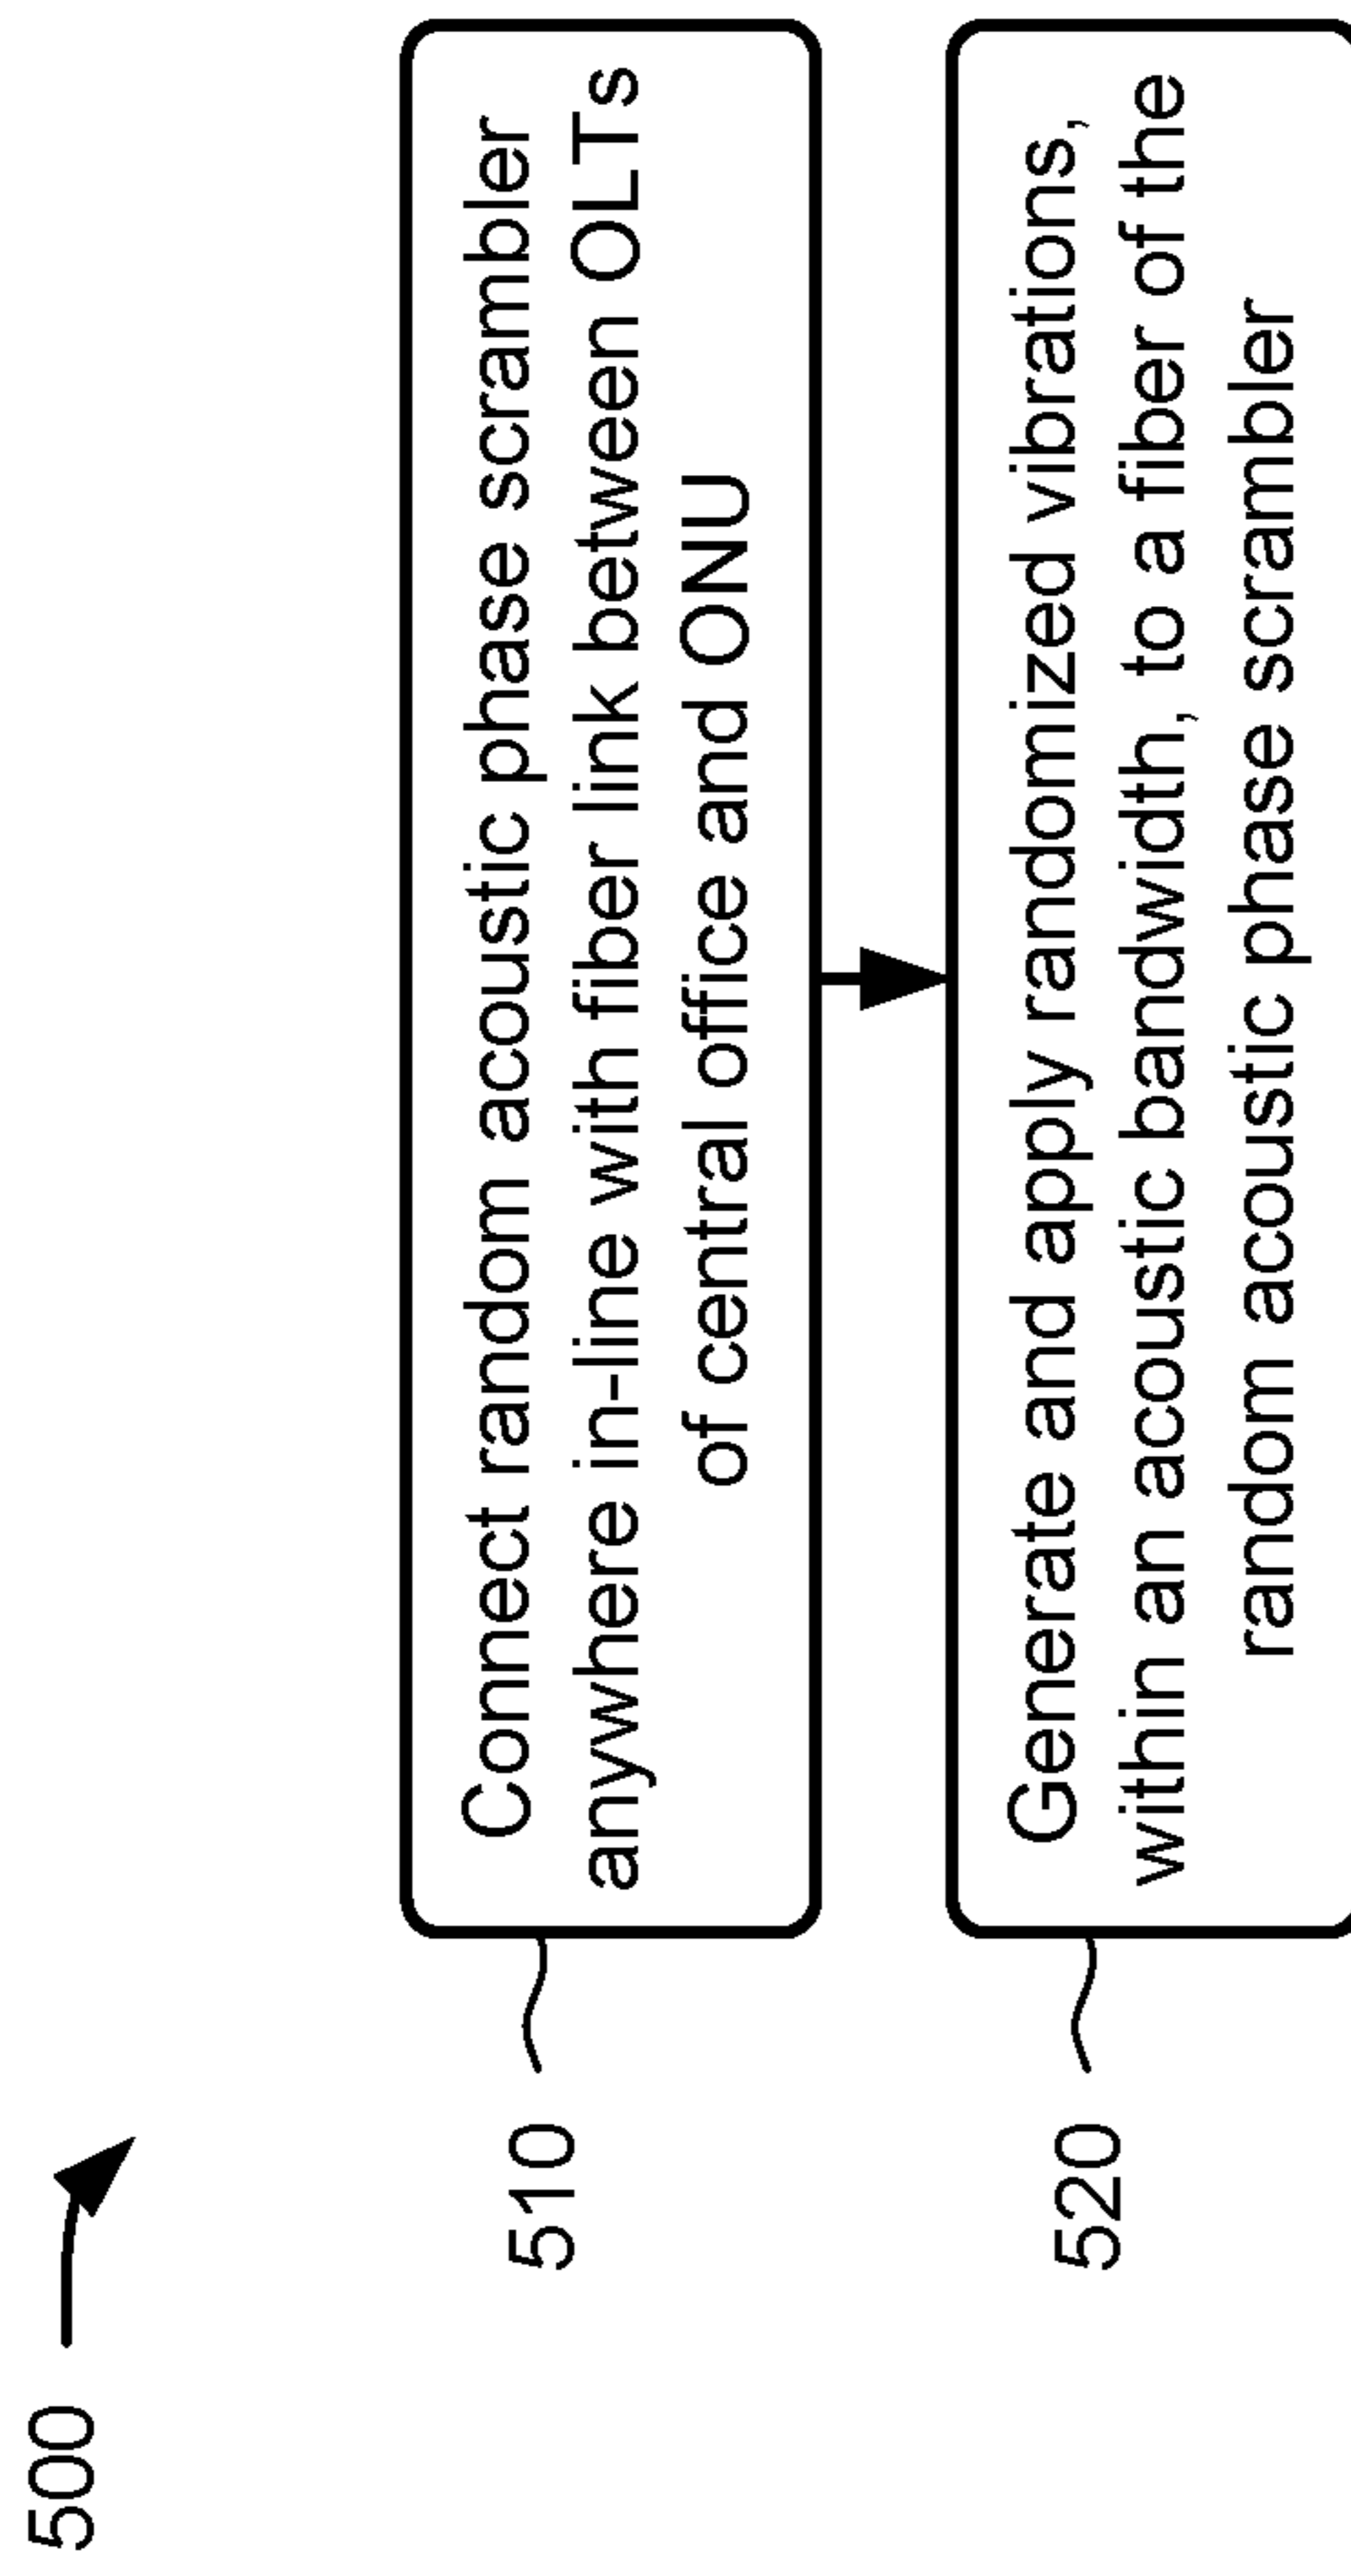 500
510
Connect random acoustic phase scrambler
anywhere in-line with fiber link between OLTs
of central office and ONU
520
Generate and apply randomized vibrations,
within an acoustic bandwidth, to a fiber of the
random acoustic phase scrambler